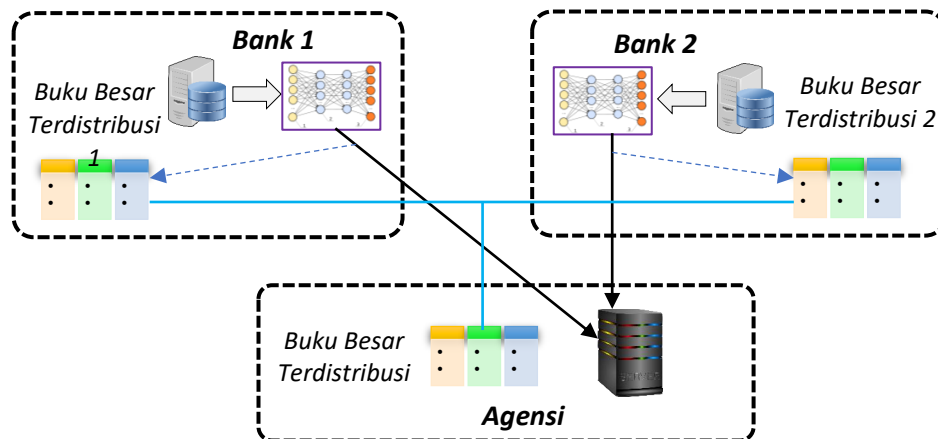 Bank 1
Buku Besar
Terdistribusi
1
Bank 2
Buku Besar
Terdistribusi 2
Buku Besar
Terdistribusi
Agensi